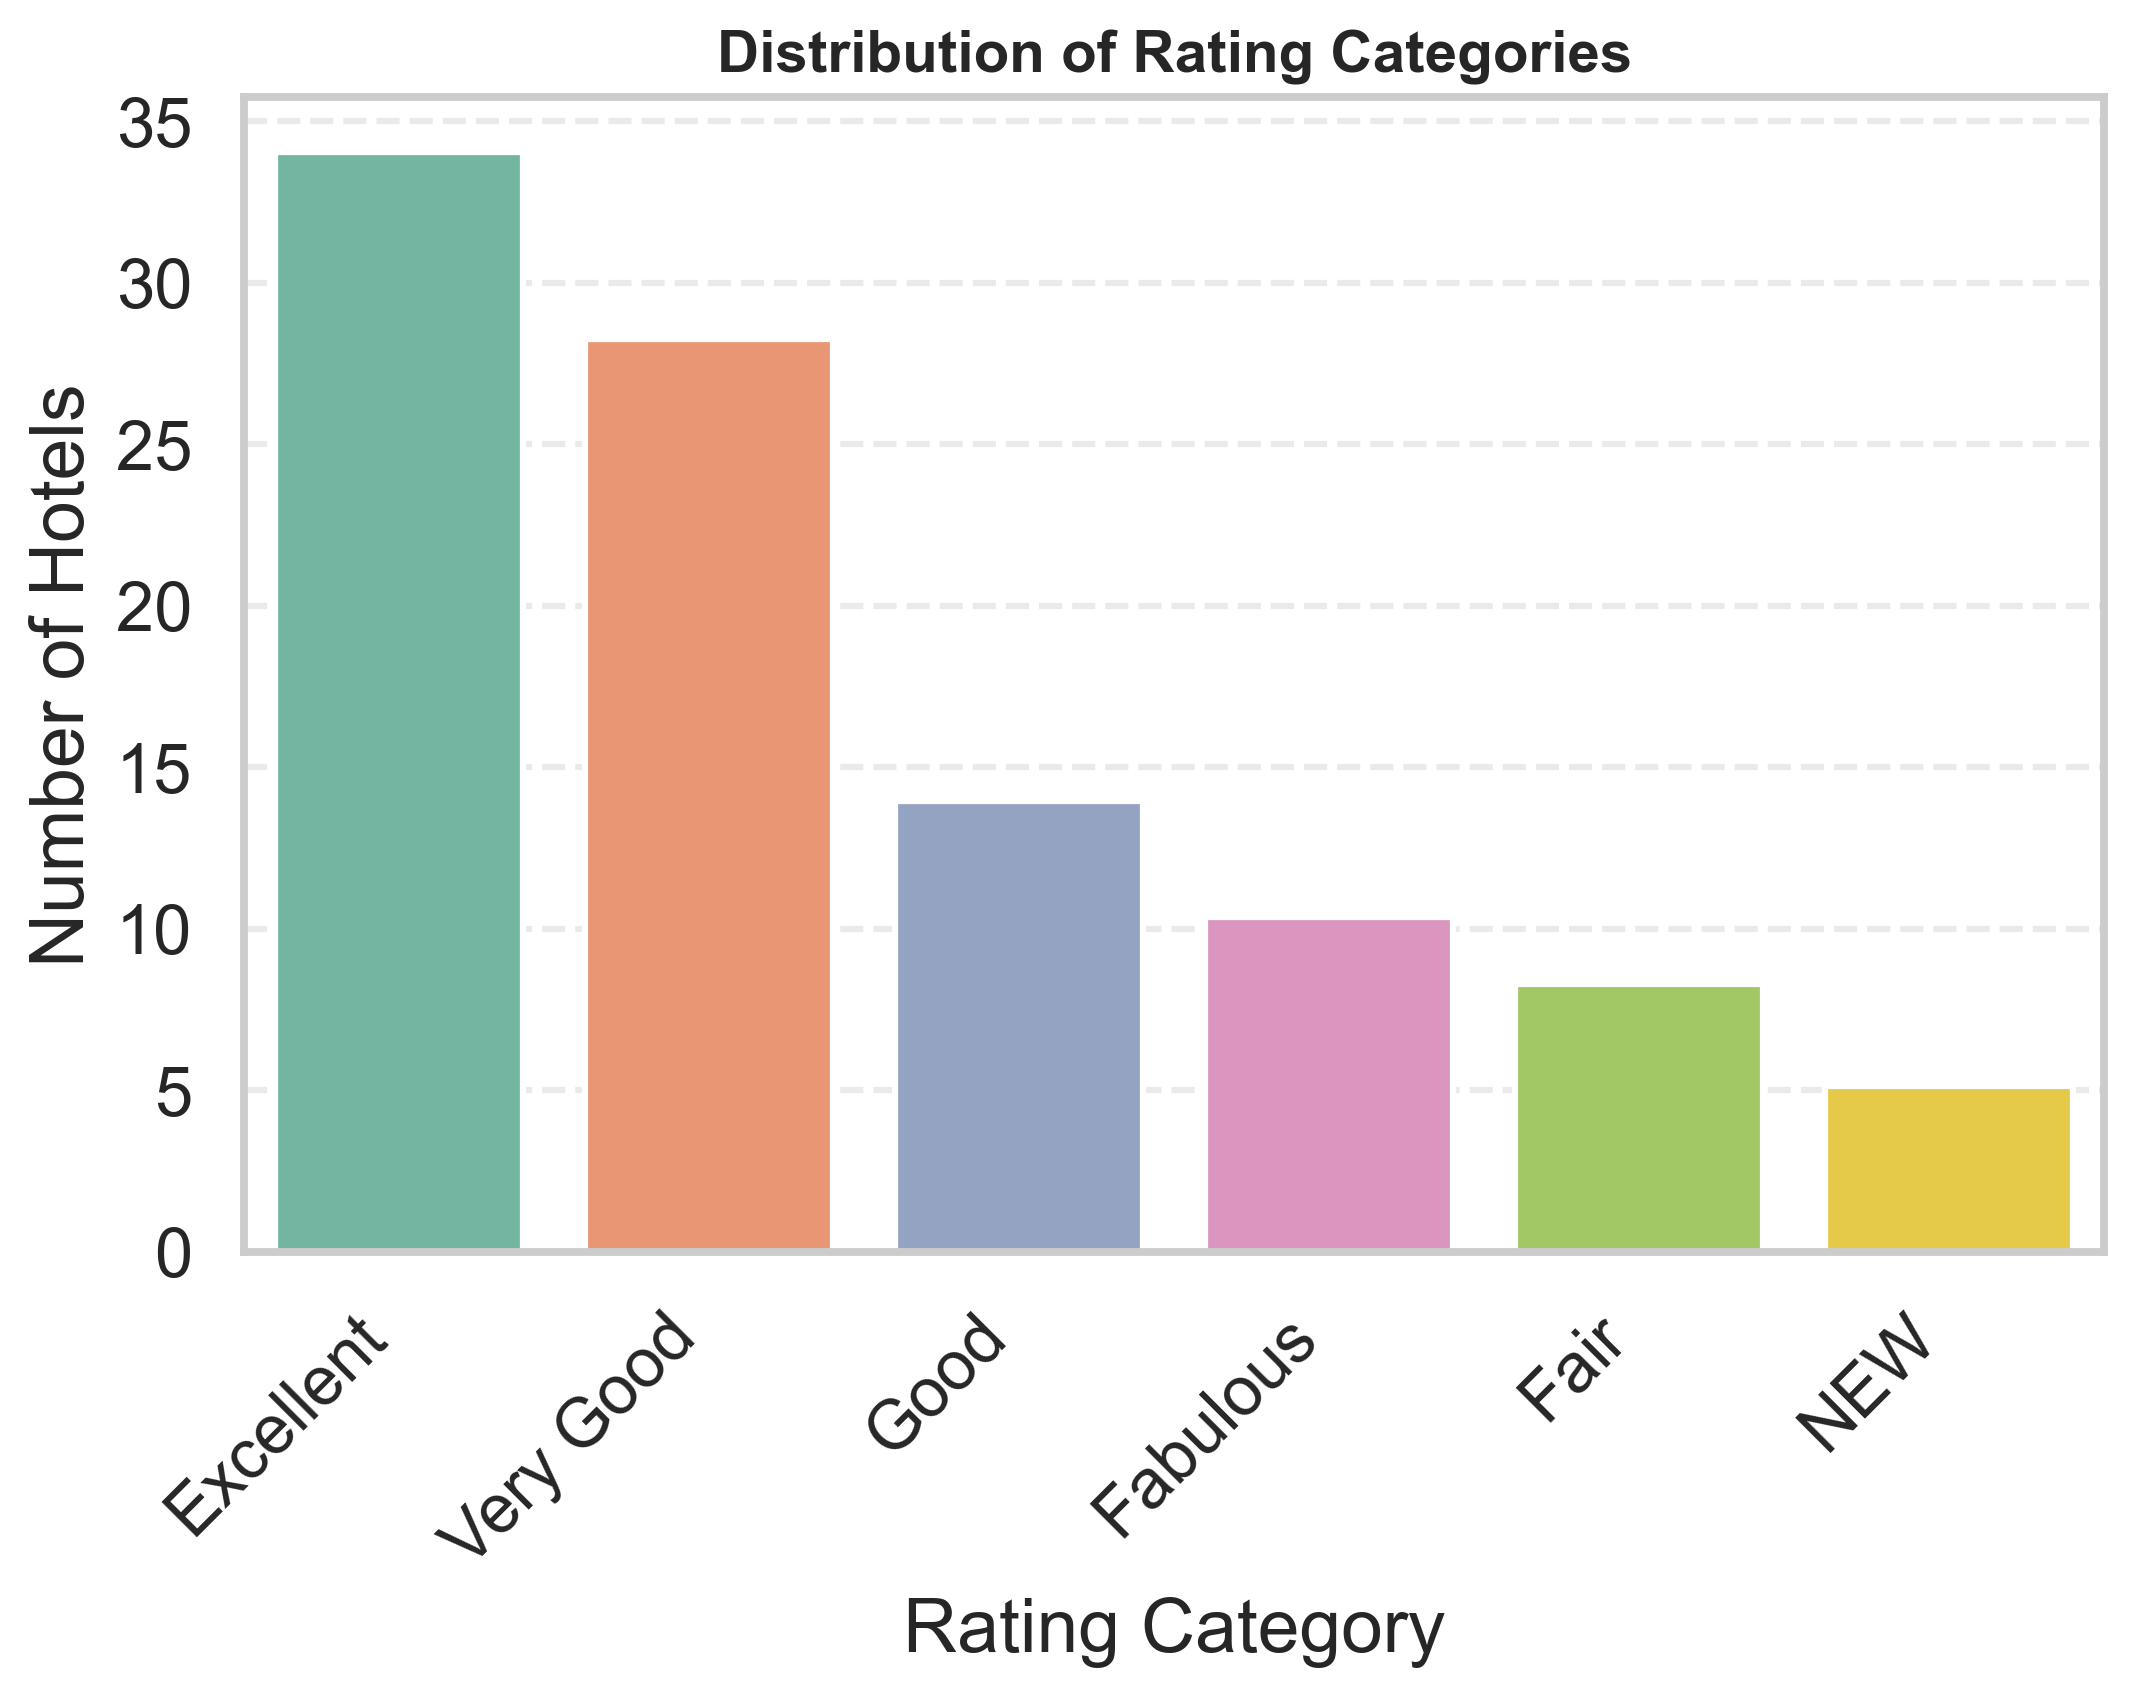 Distribution of Rating Categories
35
30
25
20
15
10
5
0
Number of Hotels
Excellent
Very Good
Good
Fabulous
Fair
NEW
Rating Category